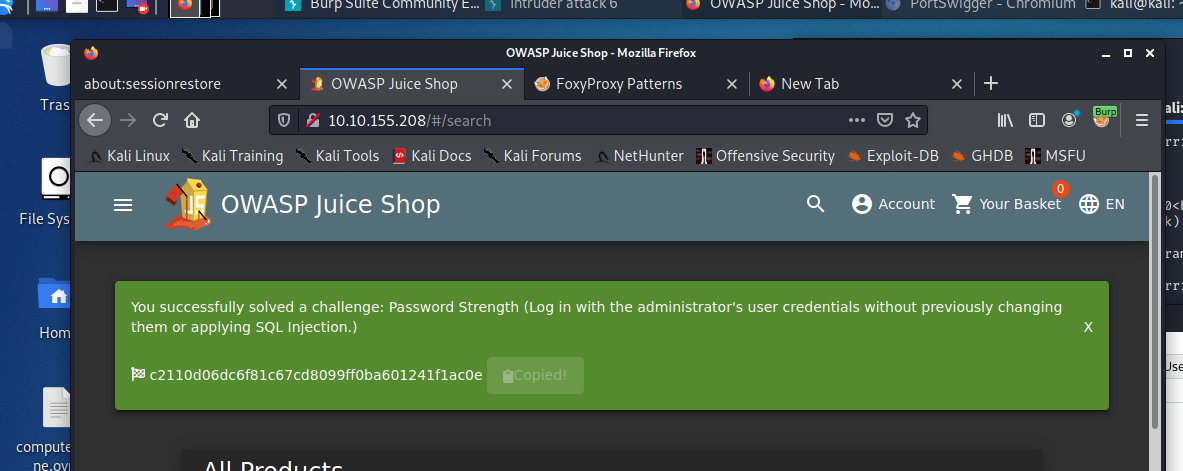 Burp Suite Community E...
Intruder attack 6
OWASP Juice Shop - Mo...
PortSwigger - Chromium
kali@kali: ~
OWASP Juice Shop - Mozilla Firefox
about:sessionrestore
OWASP Juice Shop
FoxyProxy Patterns
New Tab
10.10.155.208/#/search
Burp
Kali Linux
Kali Training
Kali Tools
Kali Docs
Kali Forums
NetHunter
Offensive Security
Exploit-DB
GHDB
MSFU
OWASP Juice Shop
Account
0
Your Basket
EN
You successfully solved a challenge: Password Strength (Log in with the administrator's user credentials without previously changing
them or applying SQL Injection.)
X
c2110d06dc6f81c67cd8099ff0ba601241f1ac0e
Copied!
All Products
Tras
File Sys
Hom
compute
ne.ovp